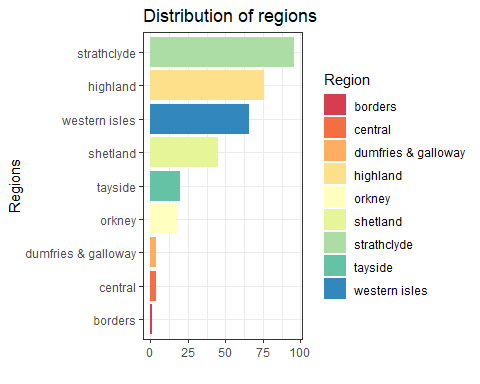 Distribution of regions
Regions
strathclyde
highland
western isles
shetland
tayside
orkney
dumfries & galloway
central
borders
0 25 50 75 100
Region
borders
central
dumfries & galloway
highland
orkney
shetland
strathclyde
tayside
western isles